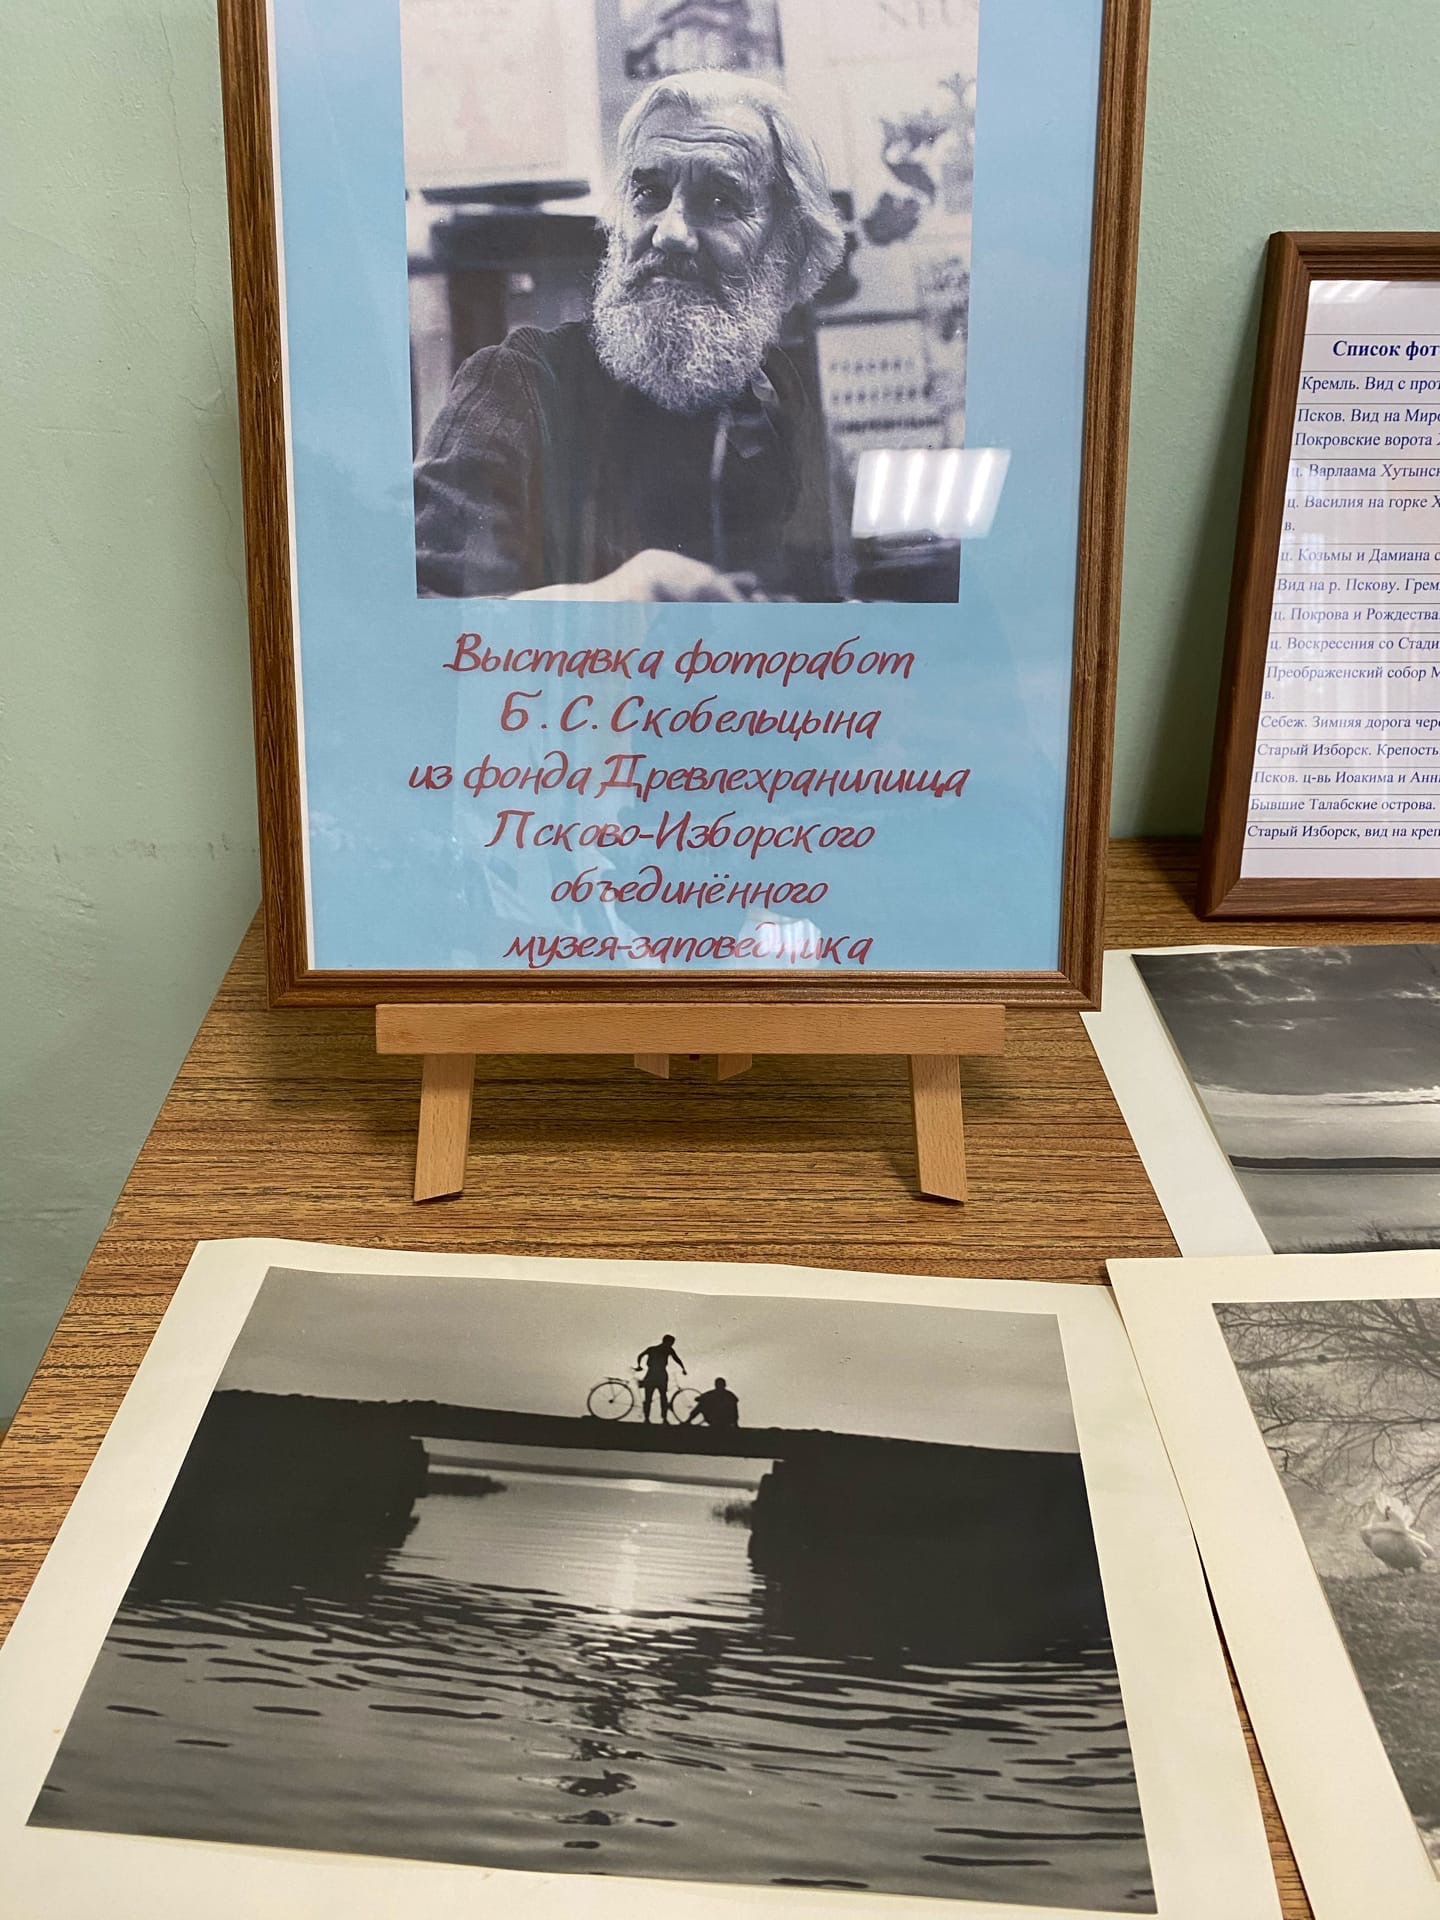 NEUS
Выставка фоторабот
Б.С. Скобельцына
из фонда Древлехранилища
Псково-Изборского
объединённого
музея-заповедника
Список фот
Кремль. Вид с прот
Псков. Вид на Миро
Покровские ворота
ц. Варлаама Хутынск
ц. Василия на горке X
в.
ц. Козьмы и Дамиана с
Вид на р. Пскову. Грем
ц. Покрова и Рождества
ц. Воскресения со Стади
Преображенский собор М
в.
Себеж. Зимняя дорога чере
Старый Изборск. Крепость
Псков. ц-вь Иоакима и Анн
Бывшие Талабские острова.
Старый Изборск, вид на креп